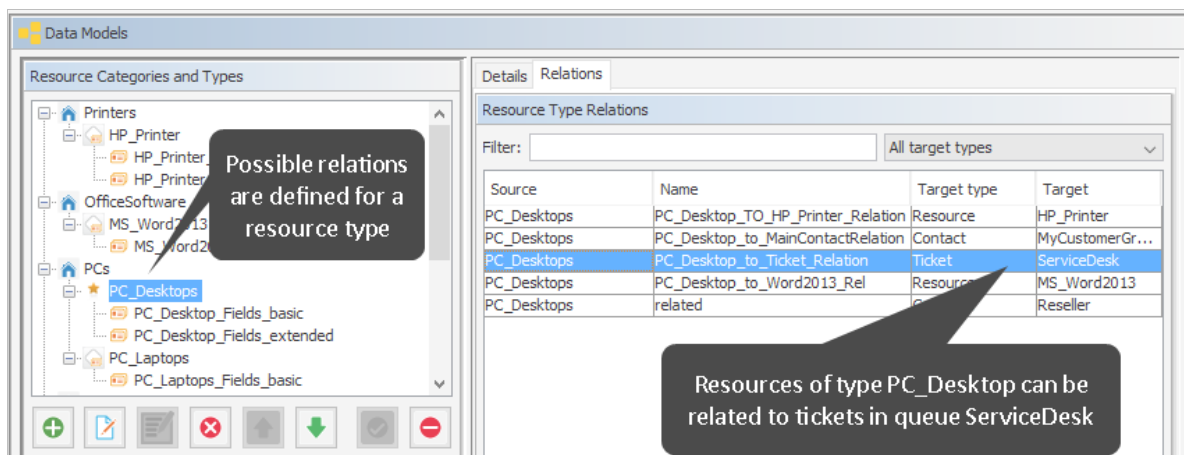 Data Models
Resource Categories and Types
Printers
HP_Printer
HP_Printer_
HP_Printer
OfficeSoftware
MS_Word2013
MS_Word20
PCs
PC_Desktops
PC_Desktop_Fields_basic
PC_Desktop_Fields_extended
PC_Laptops
PC_Laptops_Fields_basic
Possible relations
are defined for a
resource type
Details Relations
Resource Type Relations
Filter: All target types
Source Name Target type Target
PC_Desktops PC_Desktop_TO_HP_Printer_Relation Resource HP_Printer
PC_Desktops PC_Desktop_to_MainContactRelation Contact MyCustomerGr...
PC_Desktops PC_Desktop_to_Ticket_Relation Ticket ServiceDesk
PC_Desktops PC_Desktop_to_Word2013_Rel Resource MS_Word2013
PC_Desktops related Reseller
Resources of type PC_Desktop can be
related to tickets in queue ServiceDesk